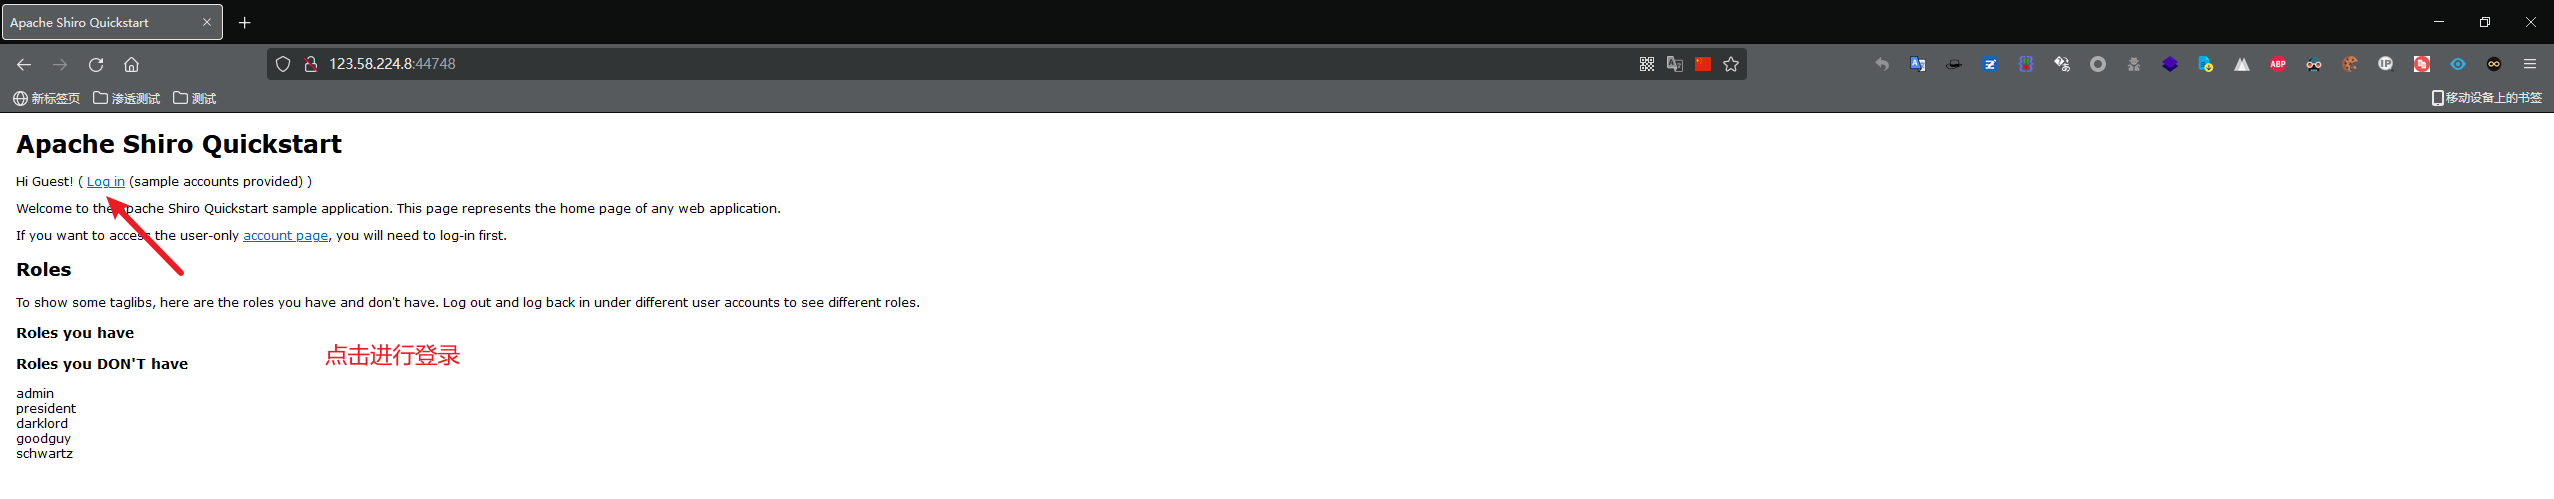 Apache Shiro Quickstart
123.58.224.8:44748
新标签页 渗透测试 测试 移动设备上的书签
Apache Shiro Quickstart
Hi Guest! ( Log in (sample accounts provided) )
Welcome to the Apache Shiro Quickstart sample application. This page represents the home page of any web application.
If you want to access the user-only account page, you will need to log-in first.
Roles
To show some taglibs, here are the roles you have and don't have. Log out and log back in under different user accounts to see different roles.
Roles you have
点击进行登录
Roles you DON'T have
admin
president
darklord
goodguy
schwartz